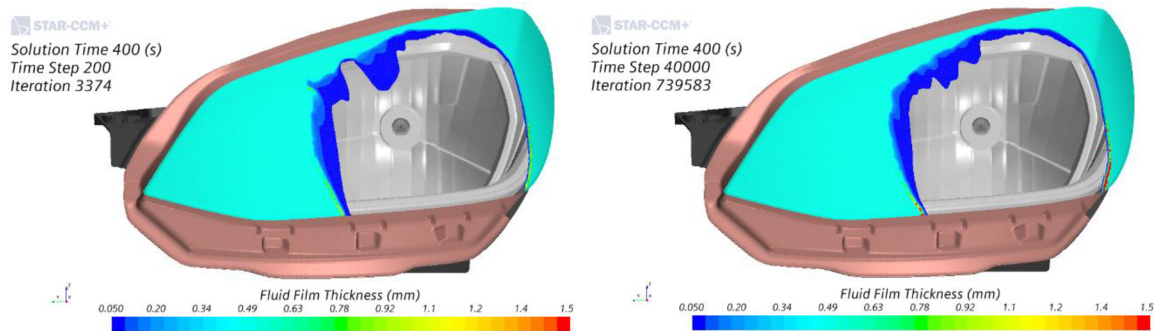 STAR-CCM+
Solution Time 400 (s)
Time Step 200
Iteration 3374
Fluid Film Thickness (mm)
0.050 0.20 0.34 0.49 0.63 0.78 0.92 1.1 1.2 1.4 1.5
STAR-CCM+
Solution Time 400 (s)
Time Step 40000
Iteration 739583
Fluid Film Thickness (mm)
0.050 0.20 0.34 0.49 0.63 0.78 0.92 1.1 1.2 1.4 1.5